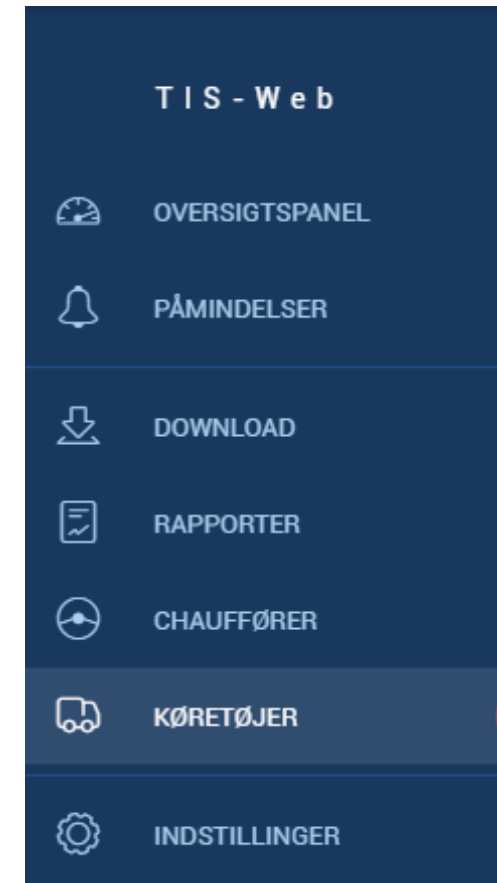 TIS-Web
OVERSIGTSPANEL
PÅMINDELSER
DOWNLOAD
RAPPORTER
CHAUFFØRER
KØRETØJER
INDSTILLINGER